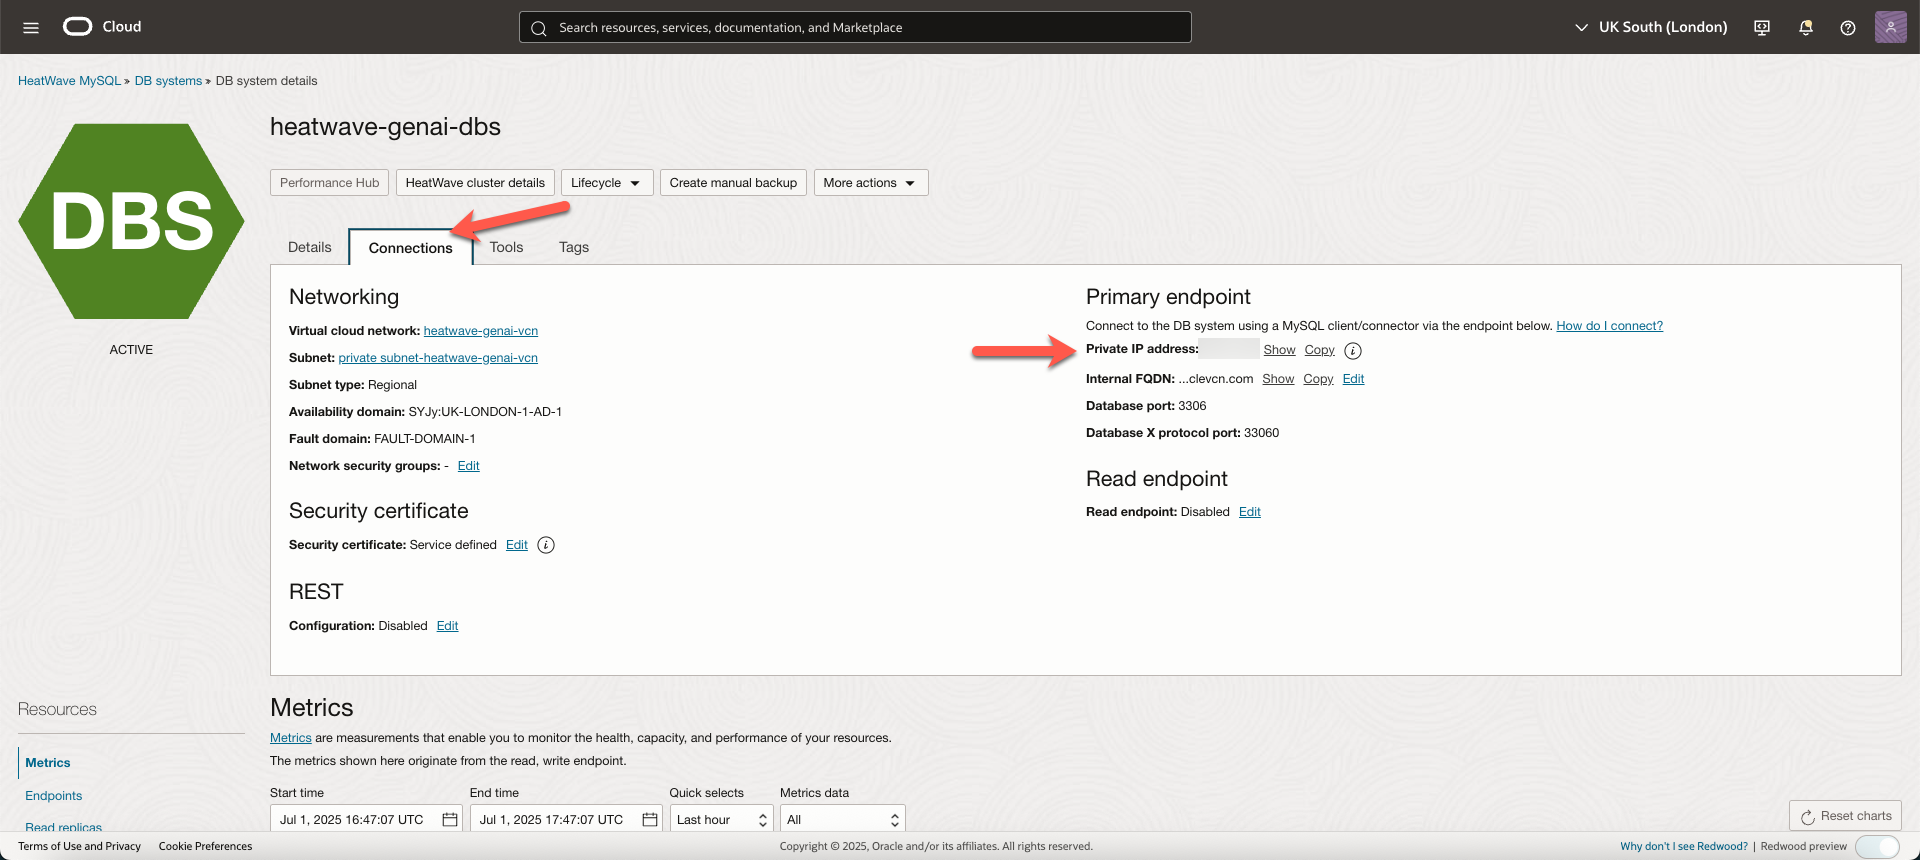 Cloud
Search resources, services, documentation, and Marketplace
UK South (London)
HeatWave MySQL » DB systems » DB system details
DBS
ACTIVE
heatwave-genai-dbs
Performance Hub
HeatWave cluster details
Lifecycle
Create manual backup
More actions
Details
Connections
Tools
Tags
Networking
Virtual cloud network: heatwave-genai-vcn
Subnet: private subnet-heatwave-genai-vcn
Subnet type: Regional
Availability domain: SYJy:UK-LONDON-1-AD-1
Fault domain: FAULT-DOMAIN-1
Network security groups: - Edit
Security certificate
Security certificate: Service defined Edit
REST
Configuration: Disabled Edit
Primary endpoint
Connect to the DB system using a MySQL client/connector via the endpoint below. How do I connect?
Private IP address: Show Copy
Internal FQDN: ...clevcn.com Show Copy Edit
Database port: 3306
Database X protocol port: 33060
Read endpoint
Read endpoint: Disabled Edit
Resources
Metrics
Endpoints
Read replicas
Metrics
Metrics are measurements that enable you to monitor the health, capacity, and performance of your resources.
The metrics shown here originate from the read, write endpoint.
Start time
End time
Quick selects
Metrics data
Jul 1, 2025 16:47:07 UTC
Jul 1, 2025 17:47:07 UTC
Last hour
All
Reset charts
Terms of Use and Privacy
Cookie Preferences
Copyright © 2025, Oracle and/or its affiliates. All rights reserved.
Why don't I see Redwood? | Redwood preview